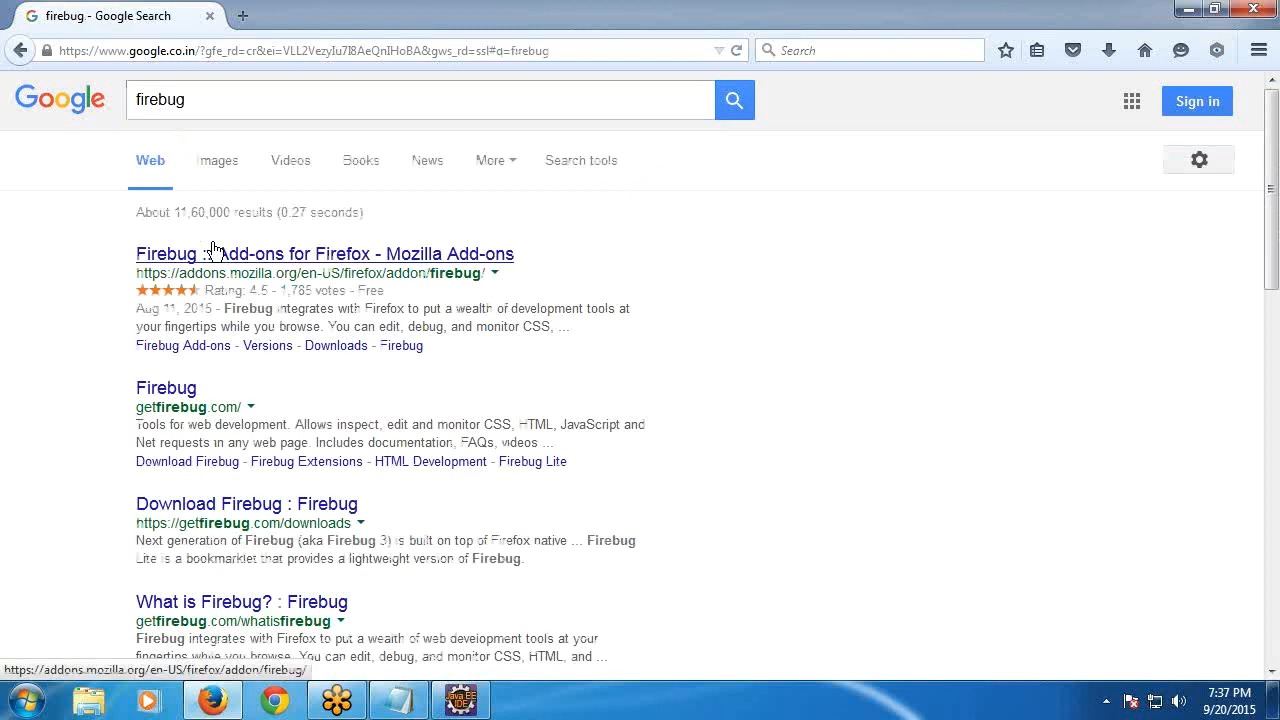 firebug - Google Search
https://www.google.co.in/?gfe_rd=cr&ei=VLL2VezyIu7I8AeQnIHoBA&gws_rd=ssl#q=firebug
Search
Google
firebug
Sign in
Web Images Videos Books News More Search tools
About 11,60,000 results (0.27 seconds)
Firebug :: Add-ons for Firefox - Mozilla Add-ons
https://addons.mozilla.org/en-US/firefox/addon/firebug/
Rating: 4.5 - 1,785 votes - Free
Aug 11, 2015 - Firebug integrates with Firefox to put a wealth of development tools at
your fingertips while you browse. You can edit, debug, and monitor CSS, ...
Firebug Add-ons - Versions - Downloads - Firebug
Firebug
getfirebug.com/
Tools for web development. Allows inspect, edit and monitor CSS, HTML, JavaScript and
Net requests in any web page. Includes documentation, FAQs, videos ...
Download Firebug - Firebug Extensions - HTML Development - Firebug Lite
Download Firebug : Firebug
https://getfirebug.com/downloads
Next generation of Firebug (aka Firebug 3) is built on top of Firefox native ... Firebug
Lite is a bookmarklet that provides a lightweight version of Firebug.
What is Firebug? : Firebug
getfirebug.com/whatisfirebug
Firebug integrates with Firefox to put a wealth of web development tools at your
fingertips while you browse. You can edit, debug, and monitor CSS, HTML, and ...
https://addons.mozilla.org/en-US/firefox/addon/firebug/
Java EE
IDE
7:37 PM
9/20/2015